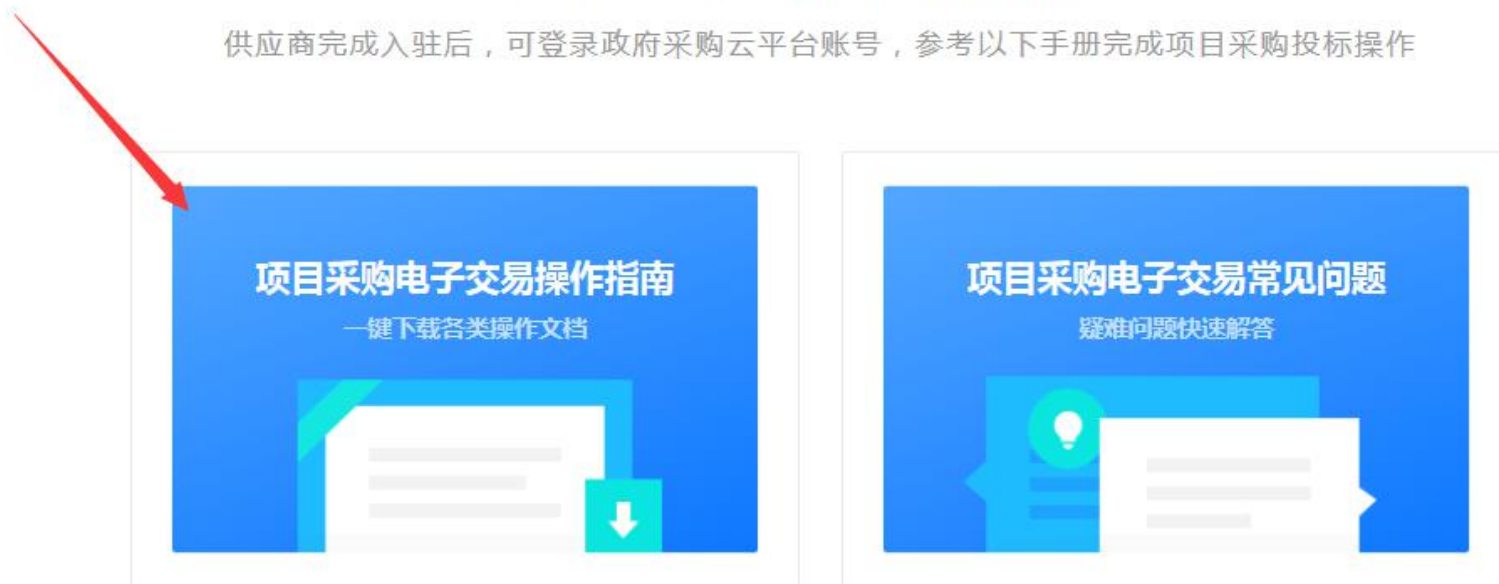 供应商完成入驻后，可登录政府采购云平台账号，参考以下手册完成项目采购投标操作
项目采购电子交易操作指南
一键下载各类操作文档
项目采购电子交易常见问题
疑难问题快速解答